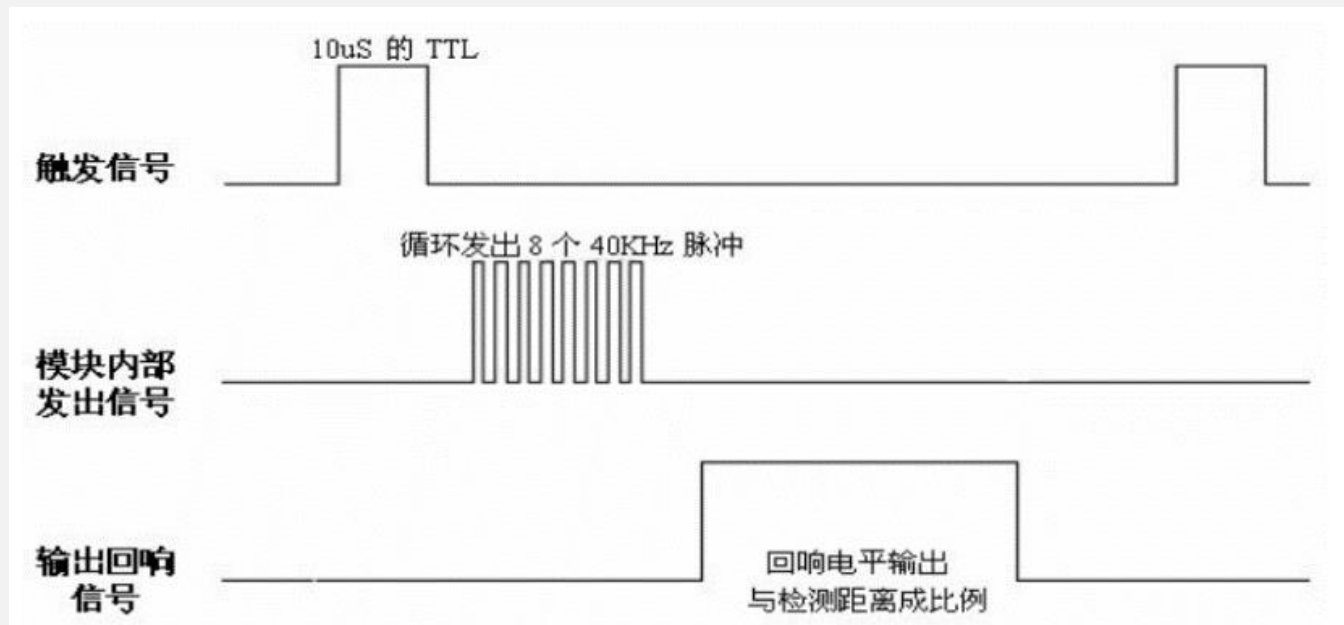 10uS 的 TTL
触发信号
循环发出 8 个 40KHz 脉冲
模块内部
发出信号
输出回响
信号
回响电平输出
与检测距离成比例